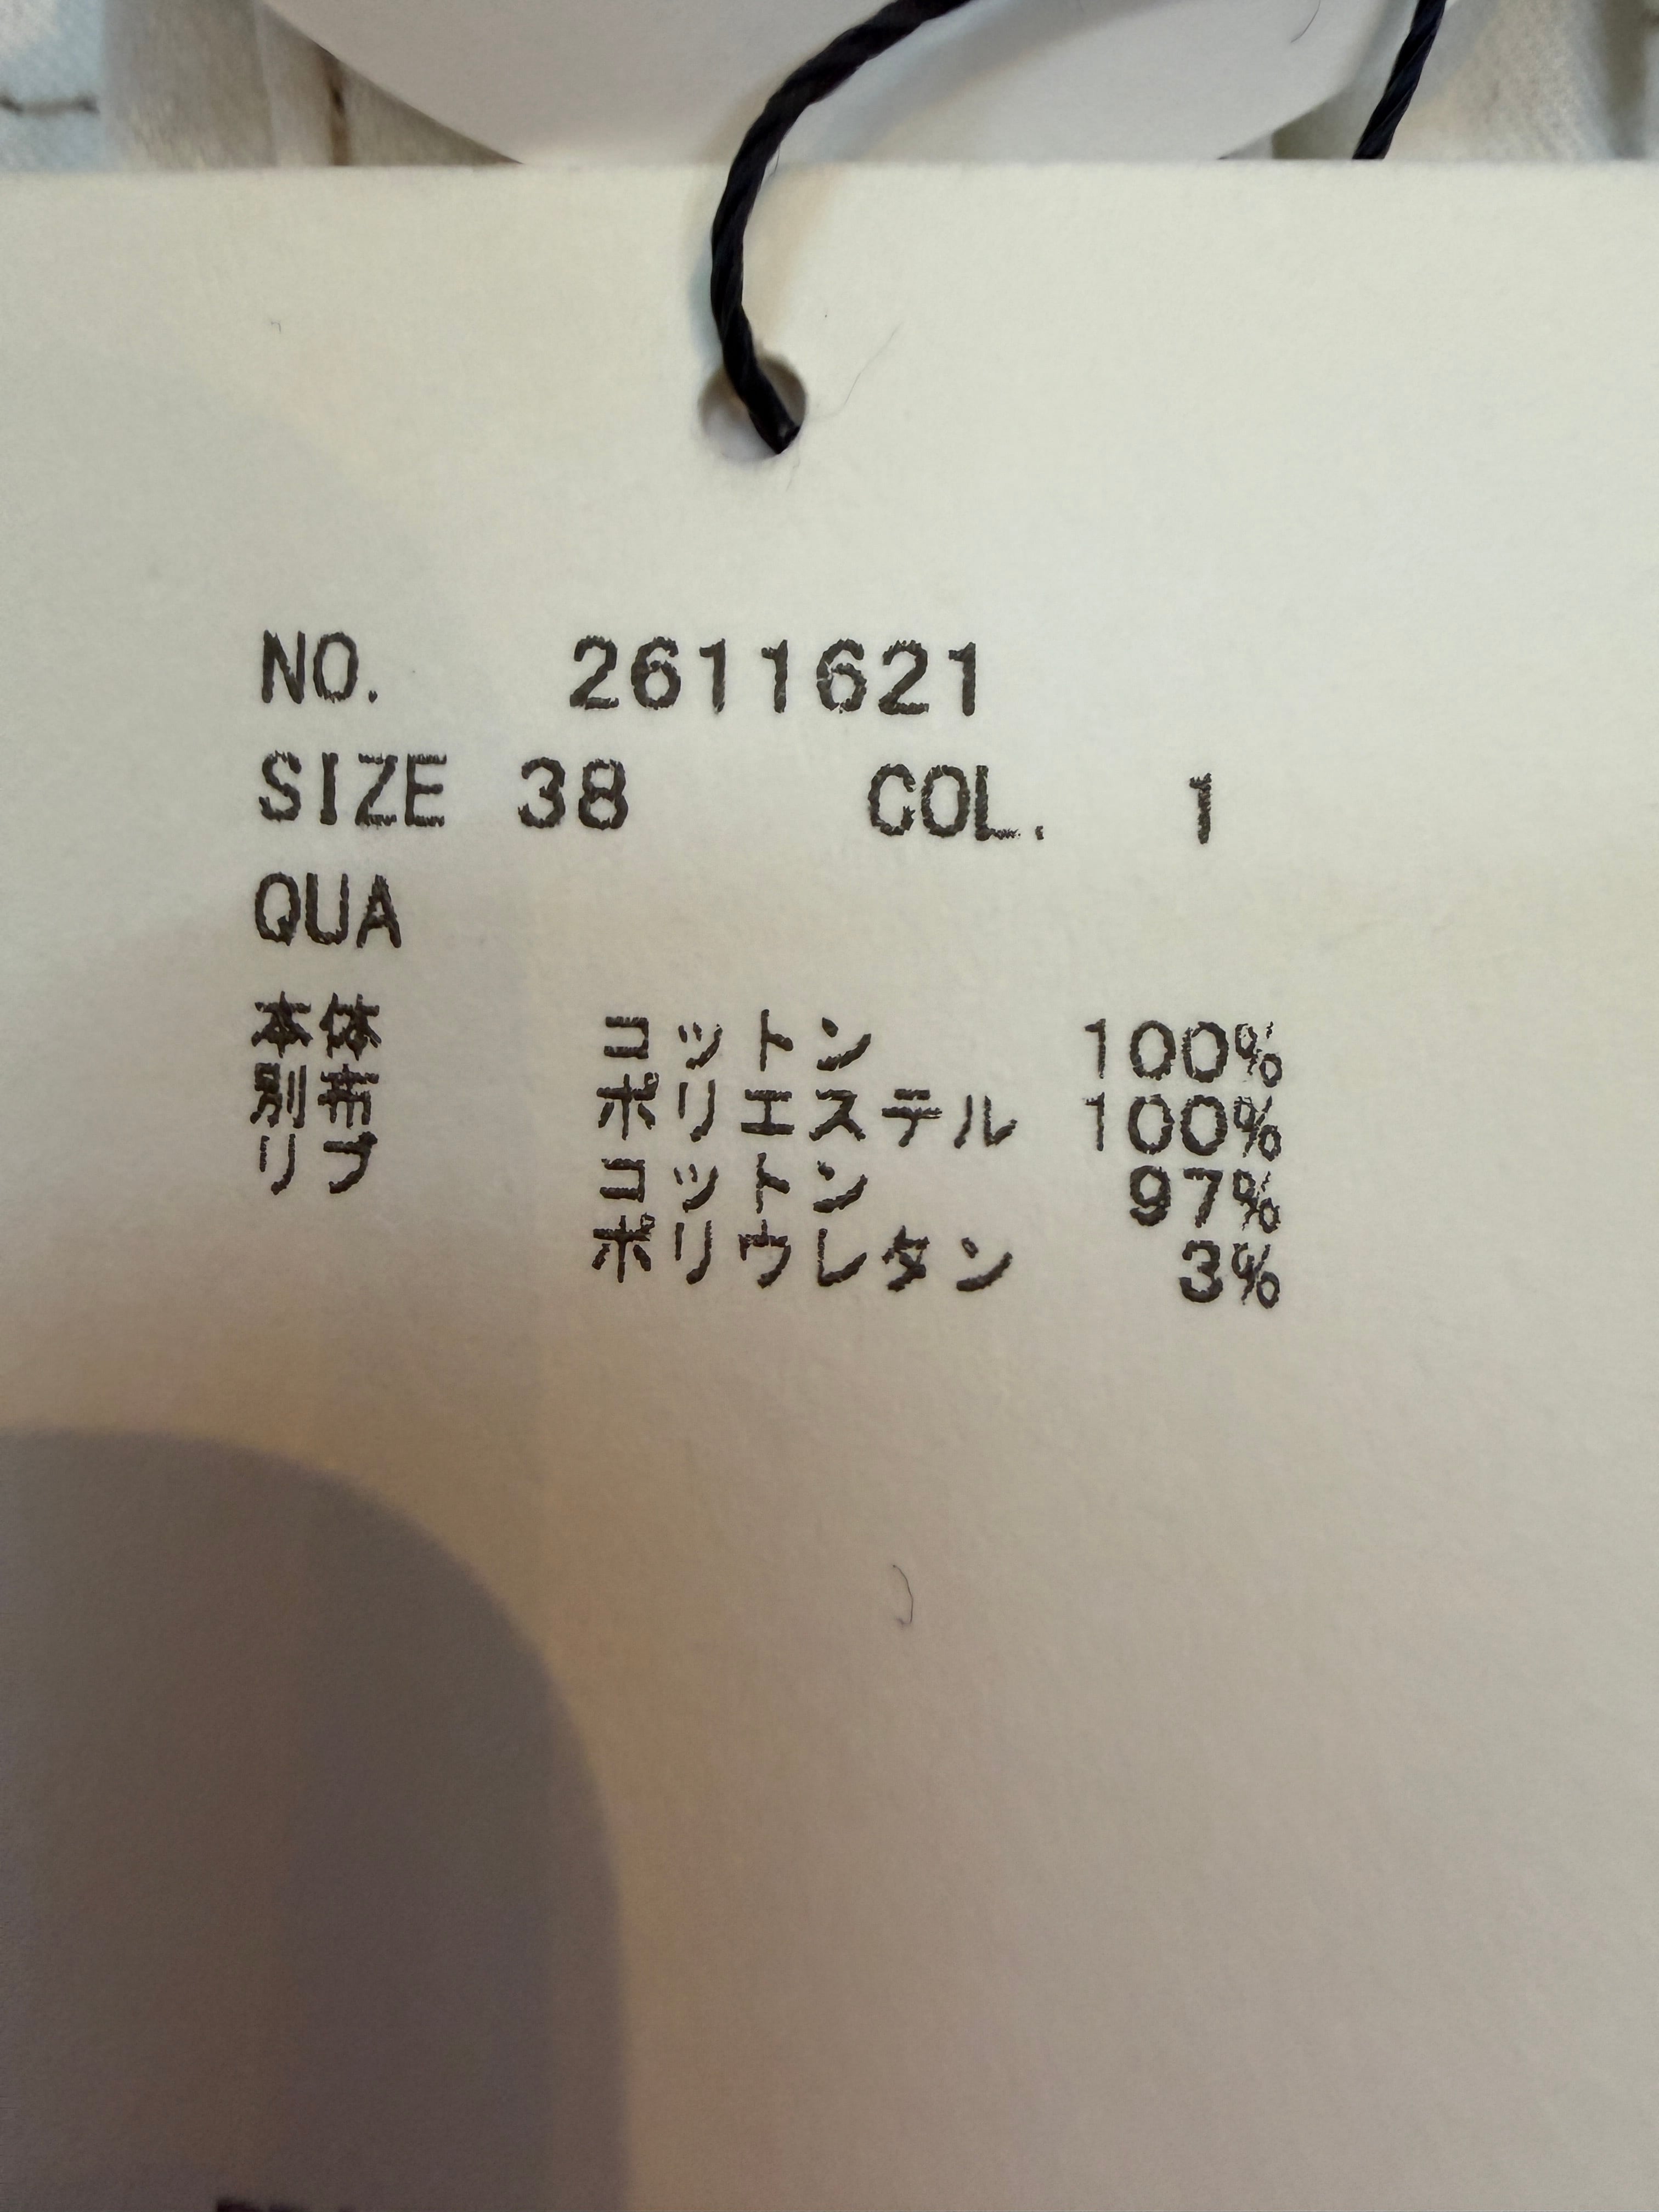 NO. 2611621
SIZE 38 COL. 1
QUA
本体 コットン 100%
別布 ポリエステル 100%
リブ コットン 97%
ポリウレタン 3%